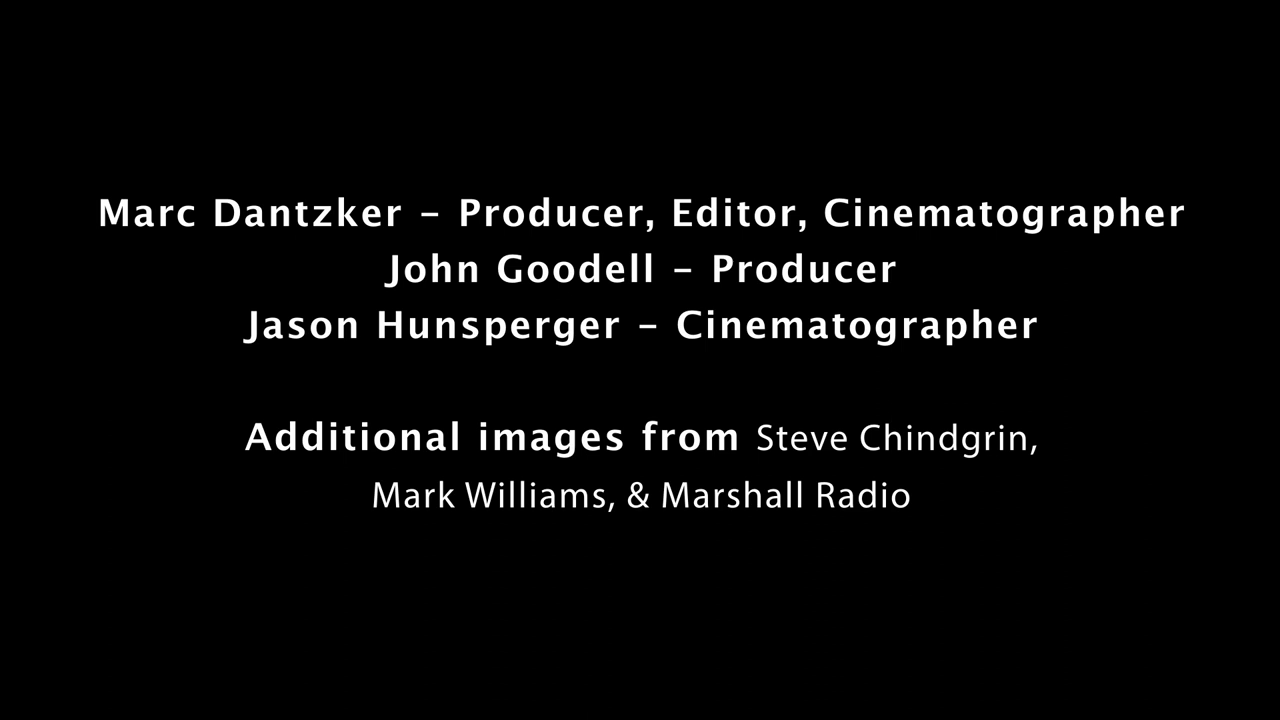 Marc Dantzker – Producer, Editor, Cinematographer
John Goodell – Producer
Jason Hunsperger – Cinematographer
Additional images from Steve Chindgrin,
Mark Williams, & Marshall Radio